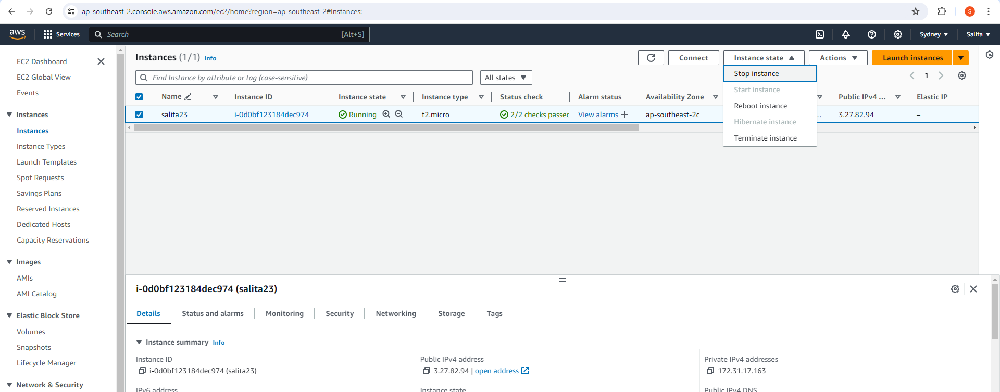 ap-southeast-2.console.aws.amazon.com/ec2/home?region=ap-southeast-2#Instances:
S
aws
Services
Search
[Alt+S]
Sydney
Salita
EC2 Dashboard
EC2 Global View
Events
Instances
Instances
Instance Types
Launch Templates
Spot Requests
Savings Plans
Reserved Instances
Dedicated Hosts
Capacity Reservations
Images
AMIs
AMI Catalog
Elastic Block Store
Volumes
Snapshots
Lifecycle Manager
Network & Security
Instances (1/1) Info
Connect
Instance state
Actions
Launch instances
Stop instance
Start instance
Reboot instance
Hibernate instance
Terminate instance
Find Instance by attribute or tag (case-sensitive)
All states
1
Name Instance ID Instance state Instance type Status check Alarm status Availability Zone Public IPv4 ... Elastic IP
salita23 i-0d0bf123184dec974 Running t2.micro 2/2 checks passed View alarms + ap-southeast-2c ... 3.27.82.94 –
i-0d0bf123184dec974 (salita23)
Details Status and alarms Monitoring Security Networking Storage Tags
Instance summary Info
Instance ID
i-0d0bf123184dec974 (salita23)
Public IPv4 address
3.27.82.94 | open address
Private IPv4 addresses
172.31.17.163
IPv6 address
Instance state
Public IPv4 DNS